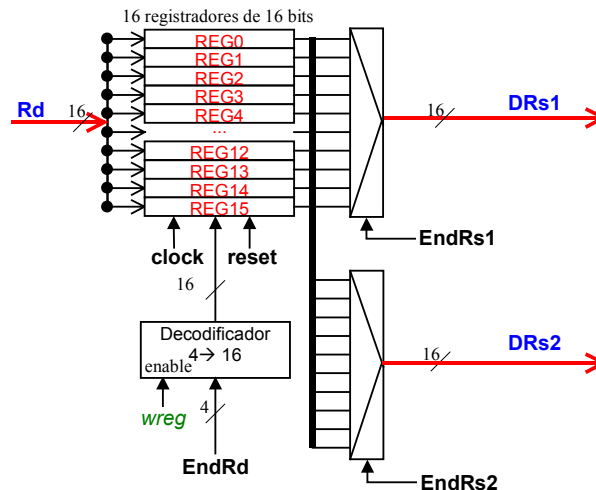 16 registradores de 16 bits
REG0
REG1
REG2
REG3
REG4
...
REG12
REG13
REG14
REG15
Rd
16
DRs1
16
clock
reset
EndRs1
16
Decodificador
4→ 16
enable
wreg
4
EndRd
DRs2
16
EndRs2